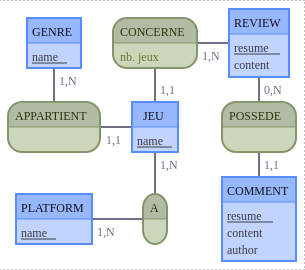 GENRE
name
CONCERNE
nb. jeux
REVIEW
resume
content
1,N
1,N
1,1
0,N
APPARTIENT
1,1
JEU
name
POSSEDE
1,N
1,1
PLATFORM
name
1,N
A
COMMENT
resume
content
author